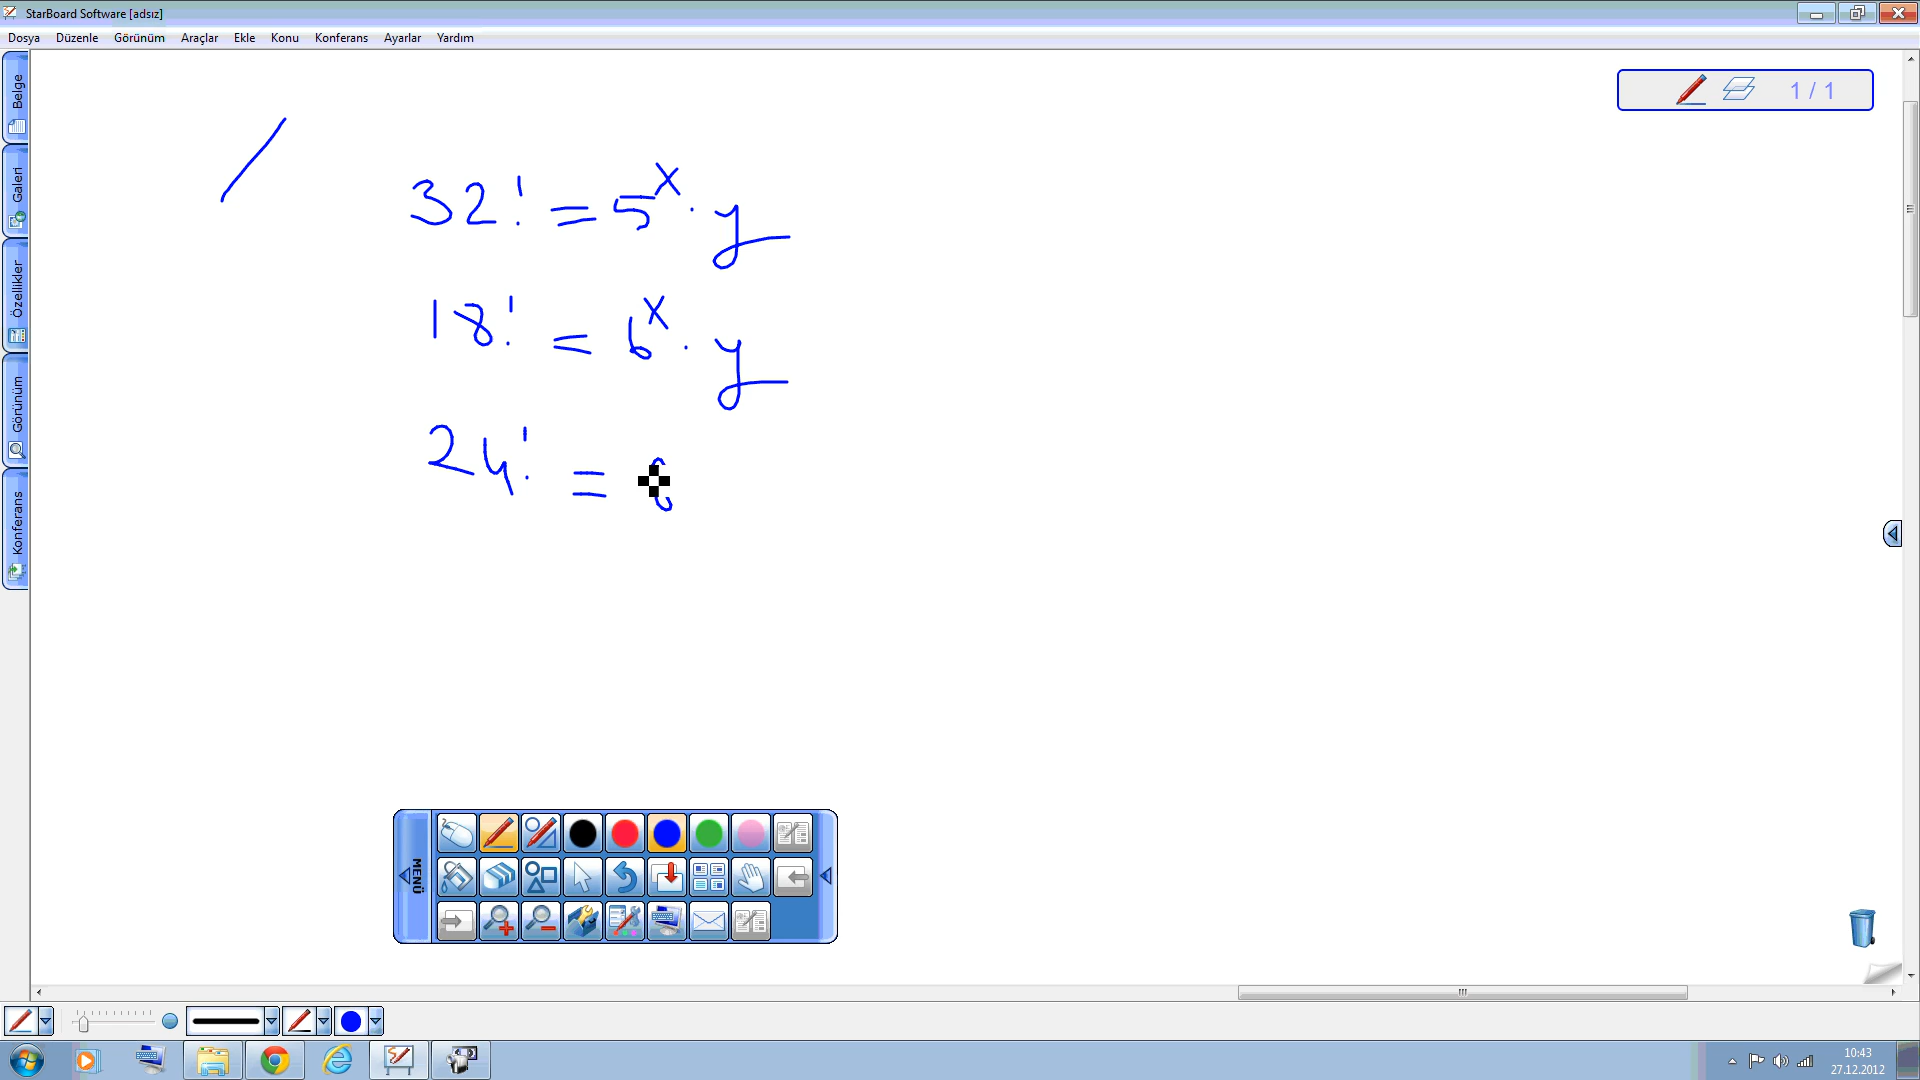 StarBoard Software [adsız]
Dosya Düzenle Görünüm Araçlar Ekle Konu Konferans Ayarlar Yardım
Belge
Galeri
Özellikler
Görünüm
Konferans
1 / 1
32! = 5^x . y
18! = 6^x . y
24! =
MENÜ
10:43
27.12.2012